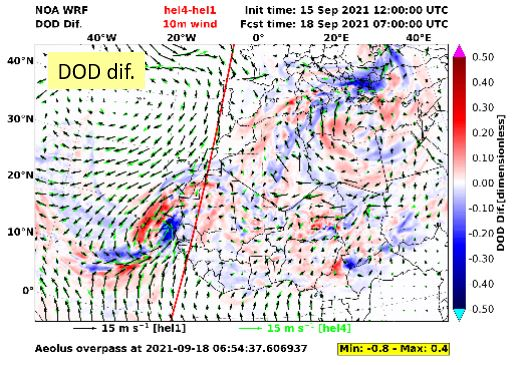 NOA WRF hel4-hel1 Init time: 15 Sep 2021 12:00:00 UTC
DOD Dif. 10m wind Fcst time: 18 Sep 2021 07:00:00 UTC
40°W 20°W 0° 20°E 40°E
DOD dif.
40°N
30°N
20°N
10°N
0°
0.50
0.40
0.30
0.20
0.10
0.00
0.10
0.20
0.30
0.40
0.50
DOD Dif.[dimensionless]
15 m s⁻¹ [hel1] 15 m s⁻¹ [hel4]
Aeolus overpass at 2021-09-18 06:54:37.606937 Min: -0.8 - Max: 0.4